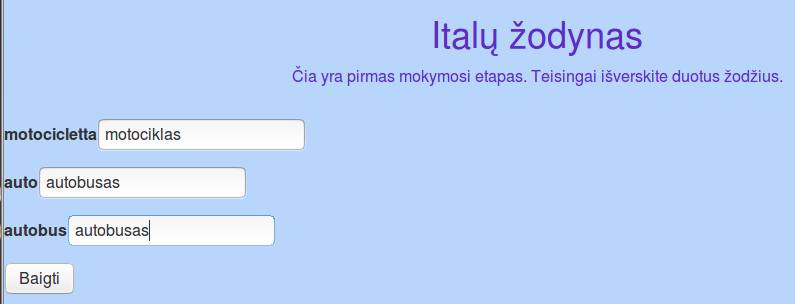 Italų žodynas
Čia yra pirmas mokymosi etapas. Teisingai išverskite duotus žodžius.
motocicletta motociklas
auto autobusas
autobus autobusas
Baigti